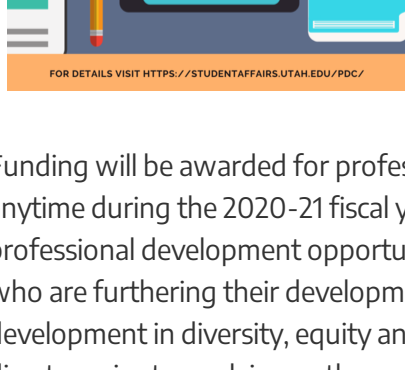 FOR DETAILS VISIT HTTPS://STUDENTAFFAIRS.UTAH.EDU/PDC/
Funding will be awarded for profes
nytime during the 2020-21 fiscal y
professional development opportu
who are furthering their developm
development in diversity, equity an